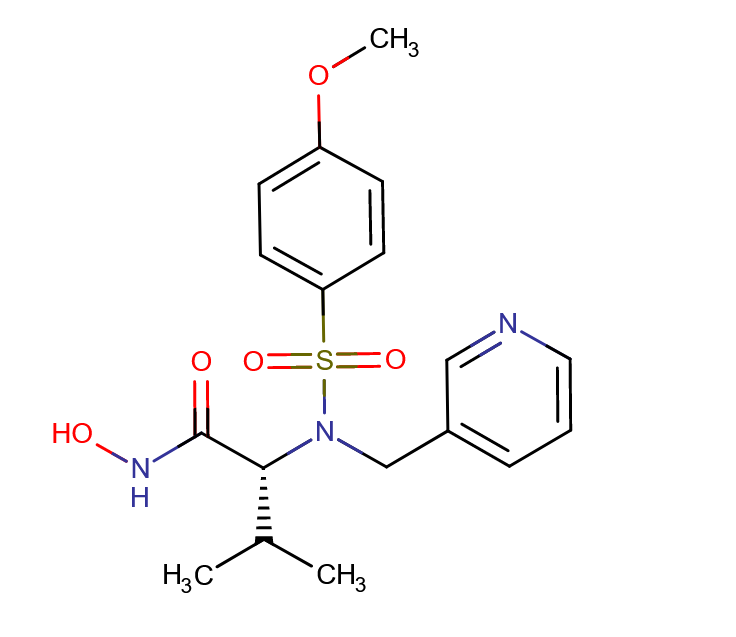 CH3
O
N
O O S O
HO N N
H
H3C CH3